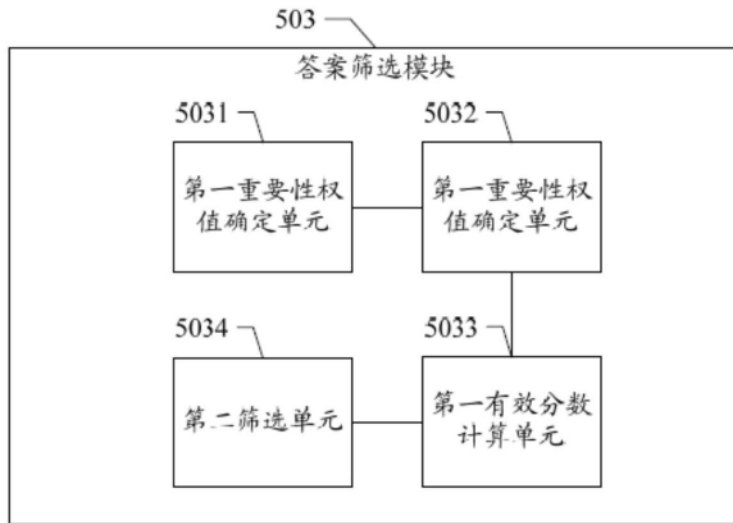 503
答案筛选模块
5031
5032
第一重要性权
值确定单元
第一重要性权
值确定单元
5034
5033
第二筛选单元
第一有效分数
计算单元